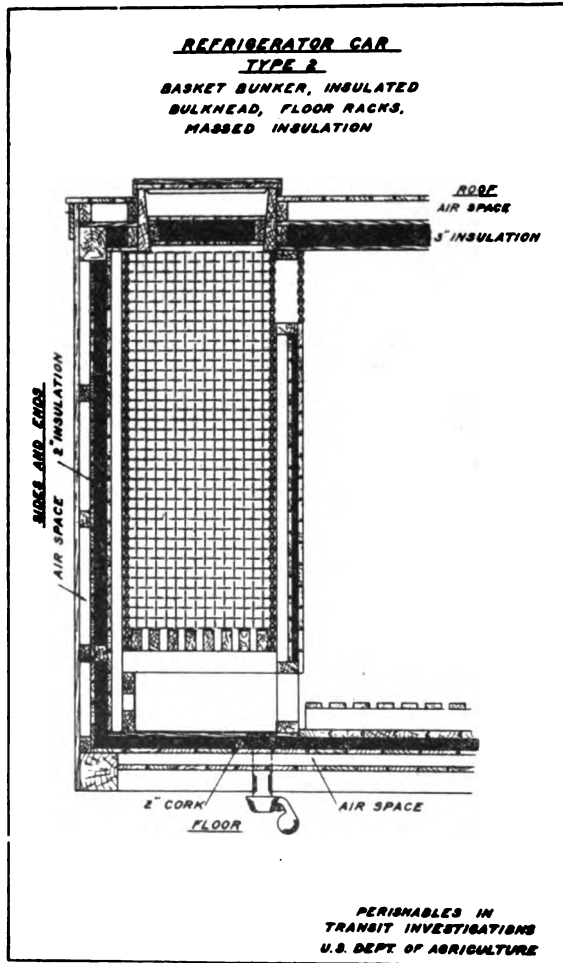 REFRIGERATOR CAR
TYPE 2
BASKET BUNKER, INSULATED
BULKHEAD, FLOOR RACKS,
MASSED INSULATION
ROOF
AIR SPACE
3" INSULATION
SIDES AND ENDS
2" INSULATION
AIR SPACE
2" CORK
FLOOR
AIR SPACE
PERISHABLES IN
TRANSIT INVESTIGATIONS
U.S. DEPT. OF AGRICULTURE